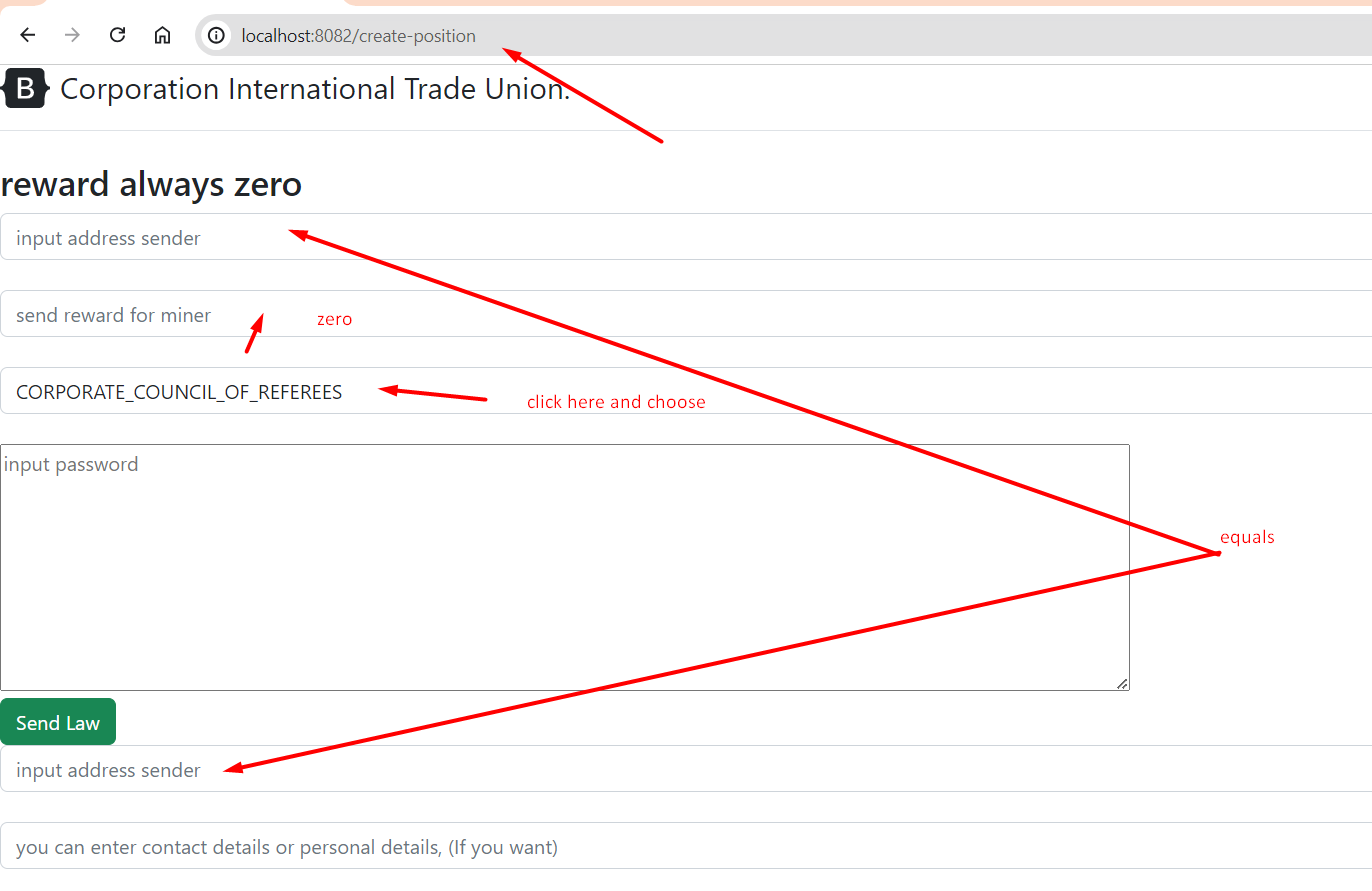 localhost:8082/create-position
B Corporation International Trade Union.
reward always zero
input address sender
send reward for miner
zero
CORPORATE_COUNCIL_OF_REFEREES
click here and choose
input password
equals
Send Law
input address sender
you can enter contact details or personal details, (If you want)